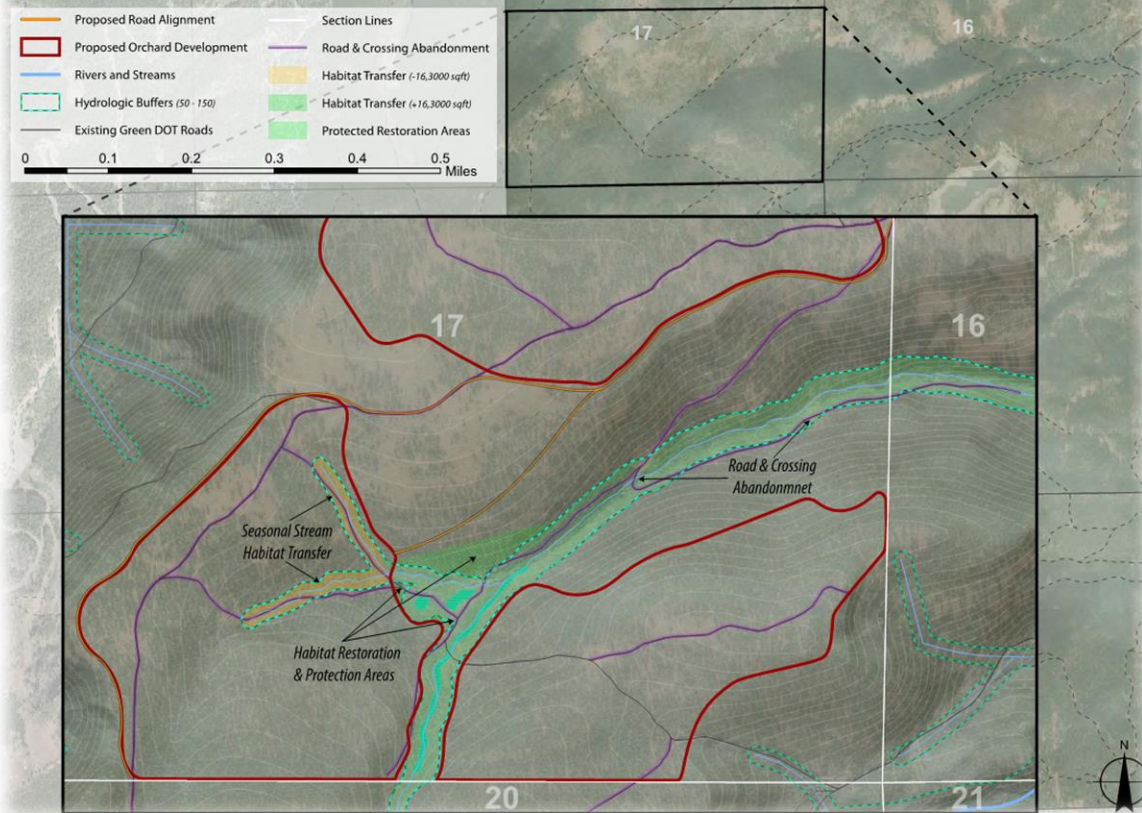 Proposed Road Alignment
Proposed Orchard Development
Rivers and Streams
Hydrologic Buffers (50 - 150)
Existing Green DOT Roads
Section Lines
Road & Crossing Abandonment
Habitat Transfer (-16,3000 sqft)
Habitat Transfer (+16,3000 sqft)
Protected Restoration Areas
0 0.1 0.2 0.3 0.4 0.5
Miles
17
16
17
16
Road & Crossing
Abandonmnet
Seasonal Stream
Habitat Transfer
Habitat Restoration
& Protection Areas
N
20
21